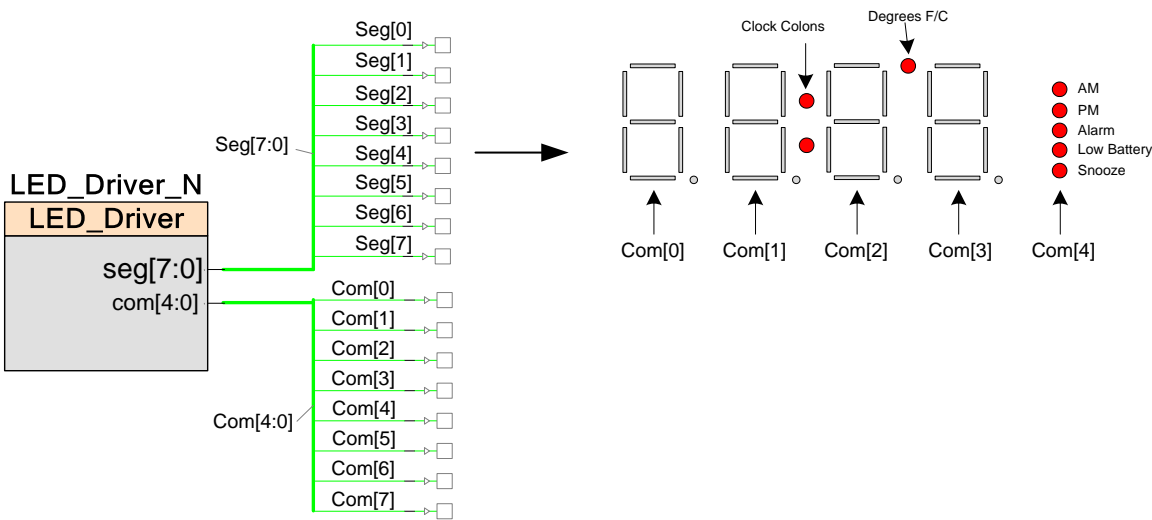 LED_Driver_N
LED_Driver
seg[7:0]
com[4:0]
Seg[7:0]
Seg[0]
Seg[1]
Seg[2]
Seg[3]
Seg[4]
Seg[5]
Seg[6]
Seg[7]
Com[4:0]
Com[0]
Com[1]
Com[2]
Com[3]
Com[4]
Com[5]
Com[6]
Com[7]
Clock Colons
Degrees F/C
AM
PM
Alarm
Low Battery
Snooze
Com[0]
Com[1]
Com[2]
Com[3]
Com[4]